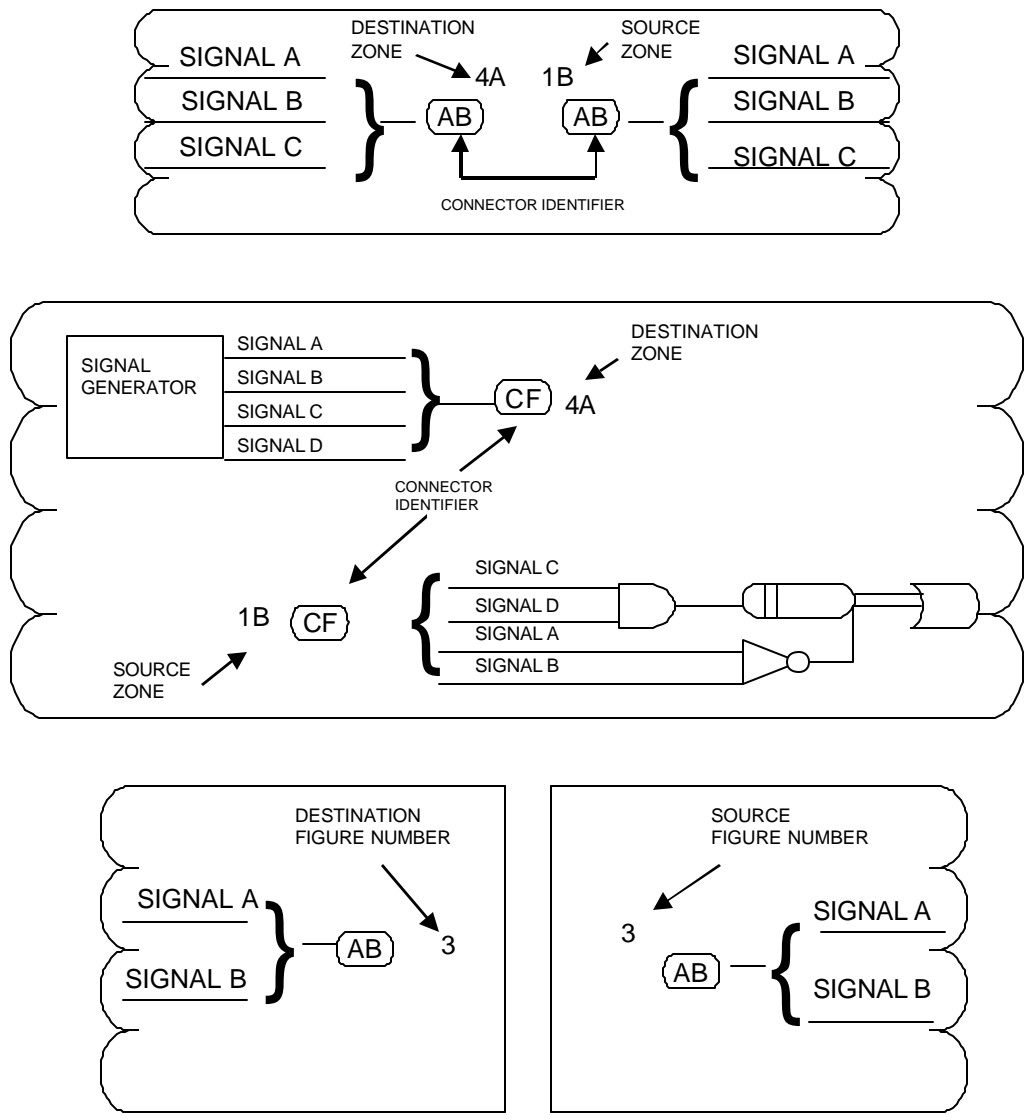 DESTINATION
ZONE
SOURCE
ZONE
SIGNAL A
SIGNAL B
SIGNAL C
4A
1B
AB
AB
SIGNAL A
SIGNAL B
SIGNAL C
CONNECTOR IDENTIFIER
SIGNAL
GENERATOR
SIGNAL A
SIGNAL B
SIGNAL C
SIGNAL D
CF
4A
DESTINATION
ZONE
CONNECTOR
IDENTIFIER
1B
CF
SOURCE
ZONE
SIGNAL C
SIGNAL D
SIGNAL A
SIGNAL B
DESTINATION
FIGURE NUMBER
SIGNAL A
SIGNAL B
AB
3
SOURCE
FIGURE NUMBER
3
AB
SIGNAL A
SIGNAL B